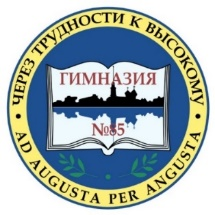 • ЧЕРЕЗ ТРУДНОСТИ К ВЫСОКОМУ •
ГИМНАЗИЯ
№85
AD AUGUSTA PER ANGUSTA